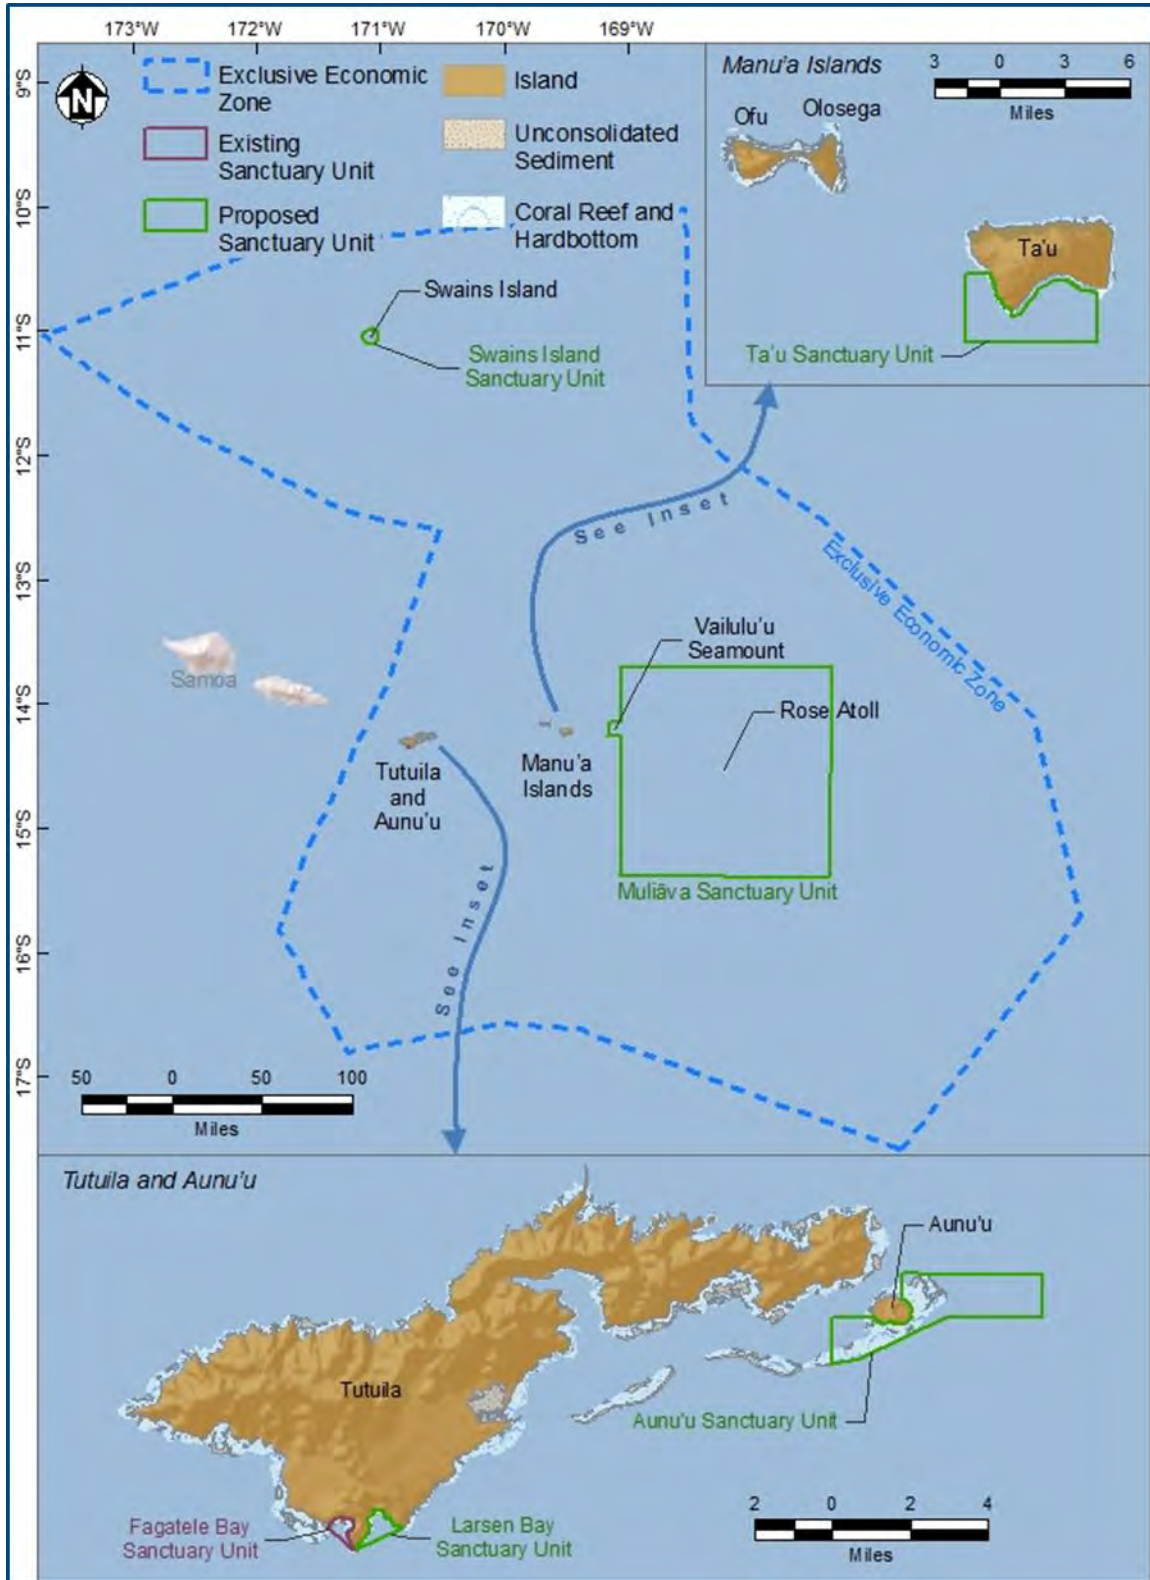 173°W 172°W 171°W 170°W 169°W
9°S
10°S
11°S
12°S
13°S
14°S
15°S
16°S
17°S
N
Exclusive Economic
Zone
Existing
Sanctuary Unit
Proposed
Sanctuary Unit
Island
Unconsolidated
Sediment
Coral Reef and
Hardbottom
Manu'a Islands
3 0 3 6
Miles
Ofu
Olosega
Ta'u
Ta'u Sanctuary Unit
Swains Island
Swains Island
Sanctuary Unit
See Inset
Exclusive Economic Zone
Samoa
Vailulu'u
Seamount
Rose Atoll
Tutuila
and
Aunu'u
Manu'a
Islands
Muliāva Sanctuary Unit
See Inset
50 0 50 100
Miles
Tutuila and Aunu'u
Aunu'u
Tutuila
Aunu'u Sanctuary Unit
Fagatele Bay
Sanctuary Unit
Larsen Bay
Sanctuary Unit
2 0 2 4
Miles